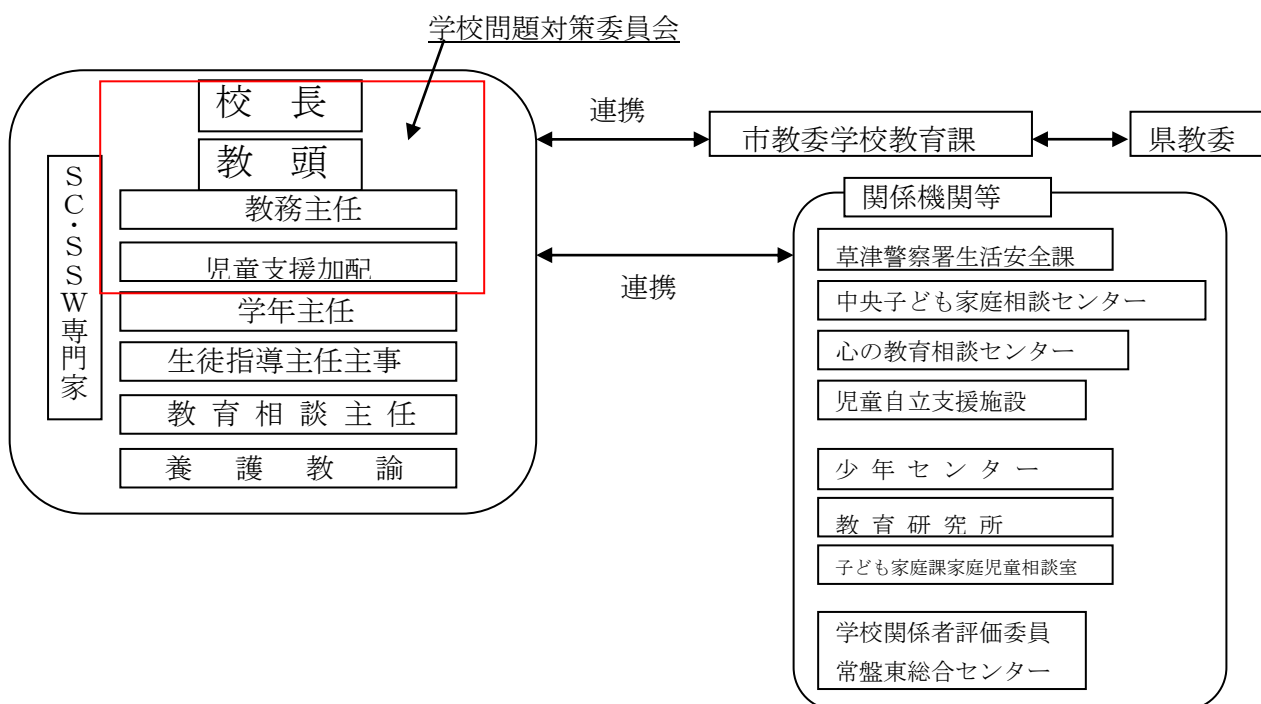 学校問題対策委員会
校　長
教　頭
教務主任
児童支援加配
学年主任
生徒指導主任主事
教 育 相 談 主 任
養　護　教　諭
SC・SSW専門家
連携
市教委学校教育課
県教委
連携
関係機関等
草津警察署生活安全課
中央子ども家庭相談センター
心の教育相談センター
児童自立支援施設
少 年 セ ン タ ー
教 育 研 究 所
子ども家庭課家庭児童相談室
学校関係者評価委員
常盤東総合センター